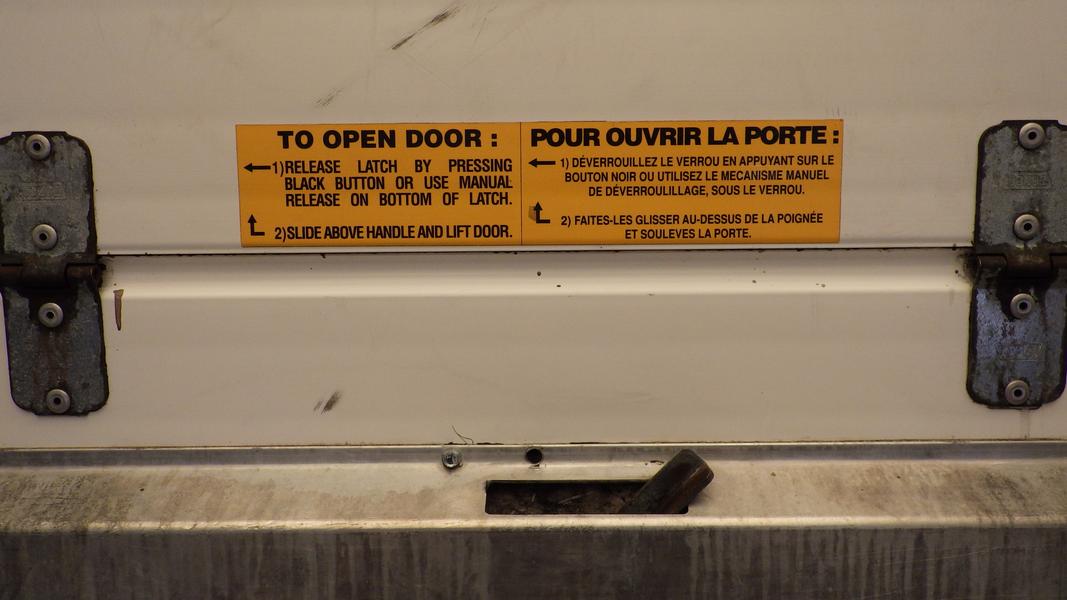 TO OPEN DOOR :
1)RELEASE LATCH BY PRESSING
BLACK BUTTON OR USE MANUAL
RELEASE ON BOTTOM OF LATCH.
2)SLIDE ABOVE HANDLE AND LIFT DOOR.
POUR OUVRIR LA PORTE :
1) DÉVERROUILLEZ LE VERROU EN APPUYANT SUR LE
BOUTON NOIR OU UTILISEZ LE MECANISME MANUEL
DE DÉVERROULILLAGE, SOUS LE VERROU.
2) FAITES-LES GLISSER AU-DESSUS DE LA POIGNÉE
ET SOULEVES LA PORTE.